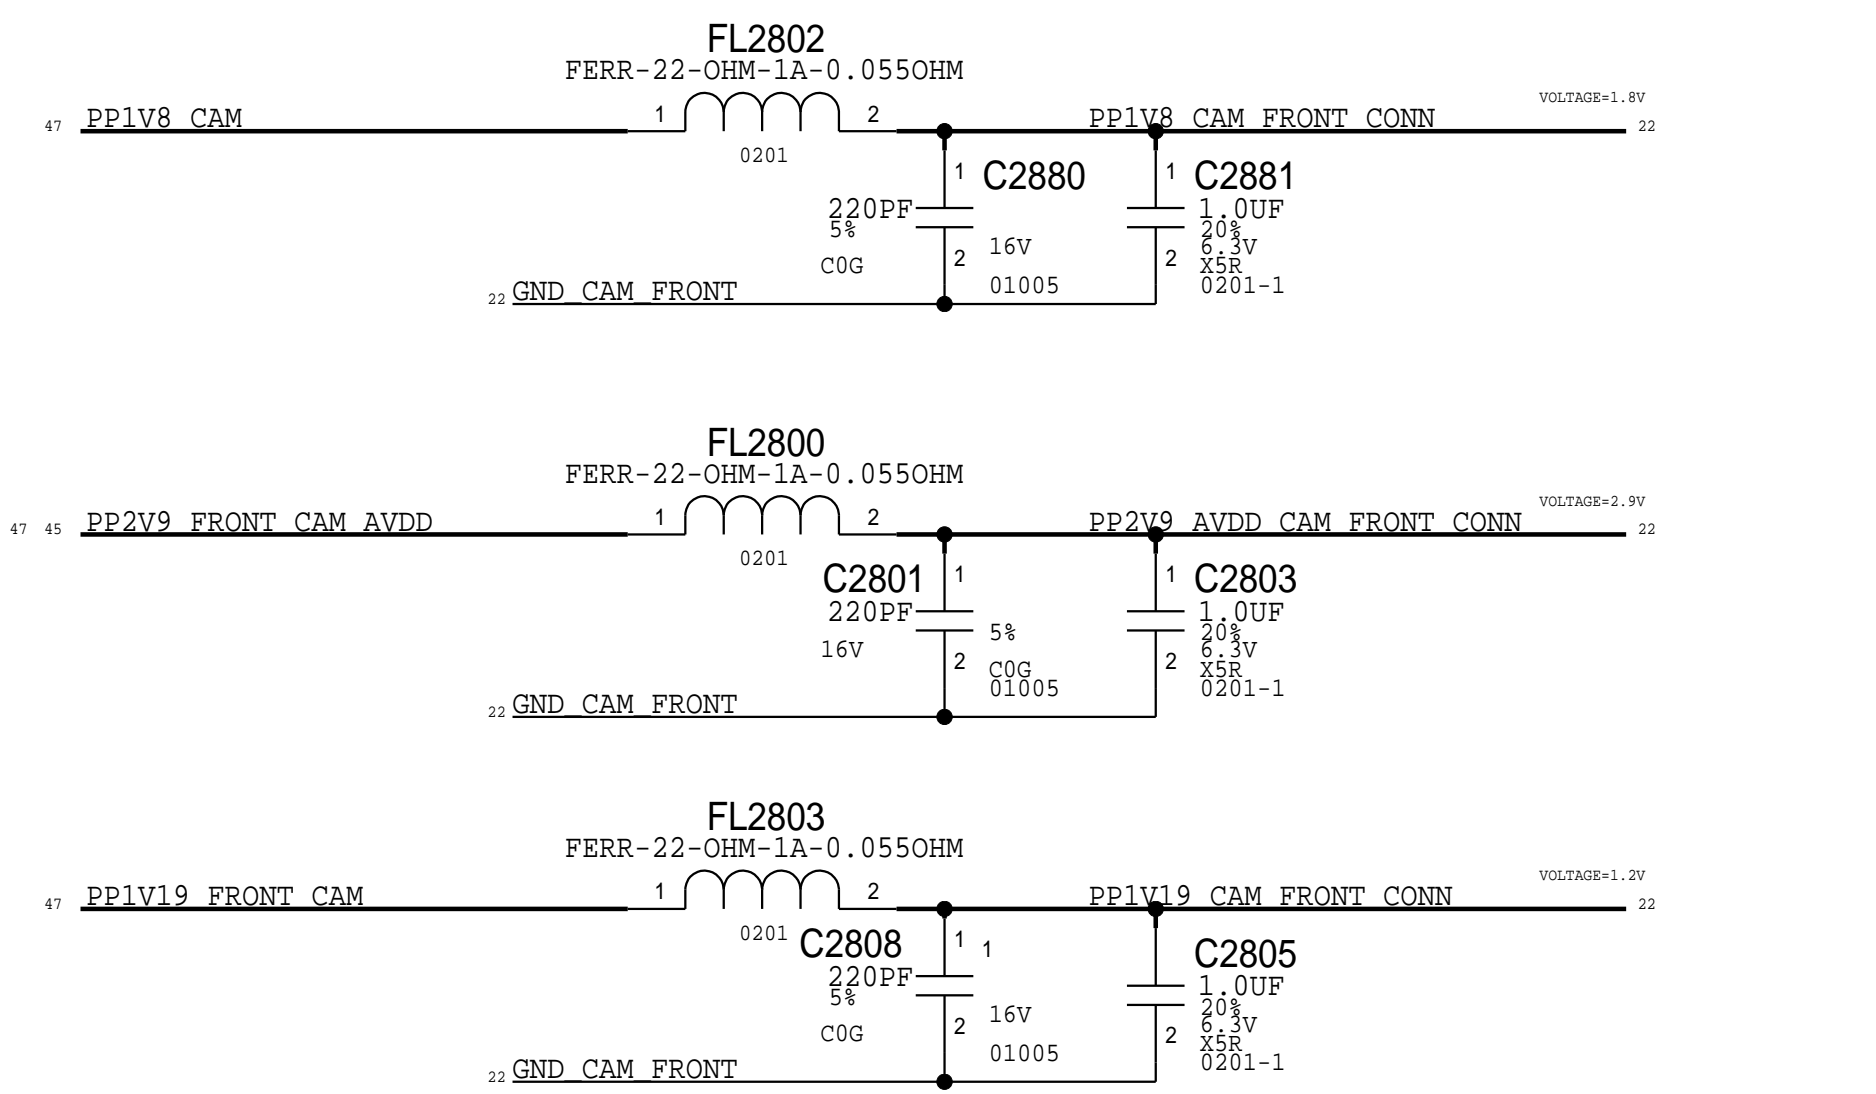 FL2802
FERR-22-OHM-1A-0.055OHM
VOLTAGE=1.8V
47 PP1V8_CAM 1 2 PP1V8_CAM_FRONT_CONN 22
0201
1 C2880 1 C2881
220PF 1.0UF
5% 20%
16V 6.3V
C0G 2 2 X5R
01005 0201-1
22 GND_CAM_FRONT
FL2800
FERR-22-OHM-1A-0.055OHM
VOLTAGE=2.9V
47 45 PP2V9_FRONT_CAM_AVDD 1 2 PP2V9_AVDD_CAM_FRONT_CONN 22
0201
C2801 1 1 C2803
220PF 1.0UF
5% 20%
16V 6.3V
2 C0G 2 X5R
01005 0201-1
22 GND_CAM_FRONT
FL2803
FERR-22-OHM-1A-0.055OHM
VOLTAGE=1.2V
47 PP1V19_FRONT_CAM 1 2 PP1V19_CAM_FRONT_CONN 22
0201
C2808 1 1 C2805
220PF 1.0UF
5% 20%
16V 6.3V
C0G 2 2 X5R
01005 0201-1
22 GND_CAM_FRONT